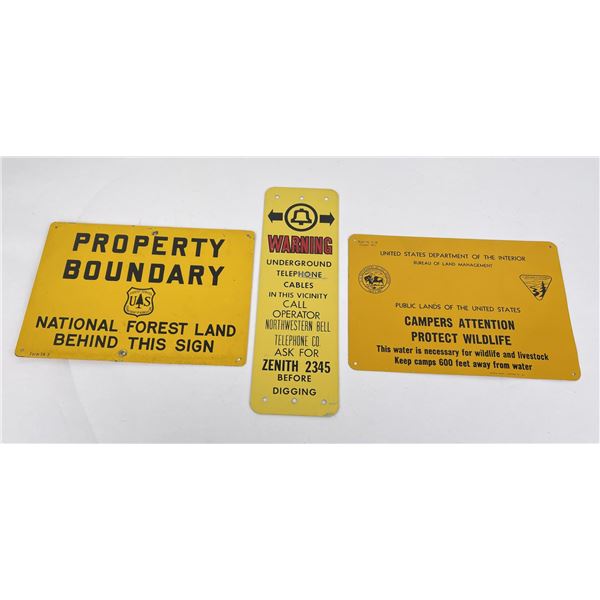 PROPERTY
BOUNDARY
U S
NATIONAL FOREST LAND
BEHIND THIS SIGN
WARNING
UNDERGROUND
TELEPHONE
CABLES
IN THIS VICINITY
CALL
OPERATOR
NORTHWESTERN BELL
TELEPHONE CO.
ASK FOR
ZENITH 2345
BEFORE
DIGGING
UNITED STATES DEPARTMENT OF THE INTERIOR
BUREAU OF LAND MANAGEMENT
PUBLIC LANDS OF THE UNITED STATES
CAMPERS ATTENTION
PROTECT WILDLIFE
This water is necessary for wildlife and livestock
Keep camps 600 feet away from water